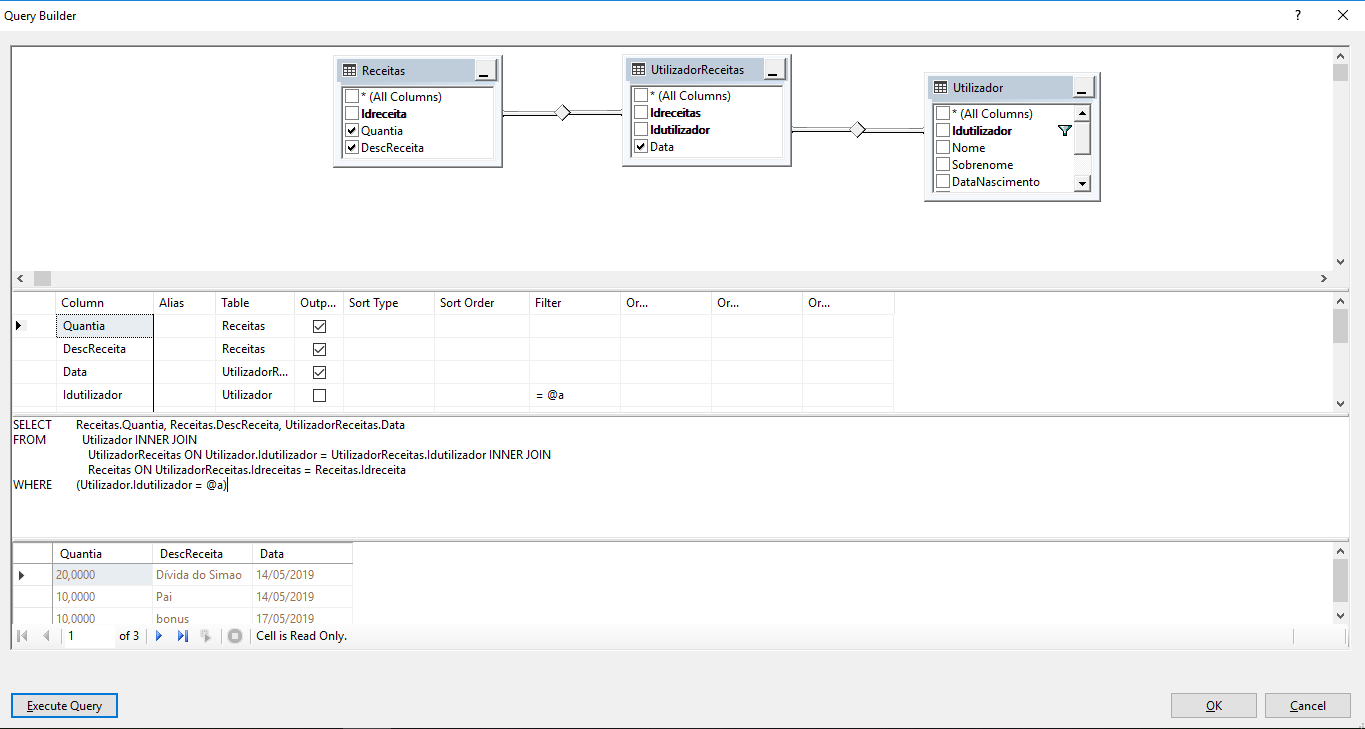 Query Builder
?
Receitas
* (All Columns)
Idreceita
Quantia
DescReceita
UtilizadorReceitas
* (All Columns)
Idreceitas
Idutilizador
Data
Utilizador
* (All Columns)
Idutilizador
Nome
Sobrenome
DataNascimento
Column Alias Table Outp... Sort Type Sort Order Filter Or... Or... Or...
Quantia Receitas
DescReceita Receitas
Data UtilizadorR...
Idutilizador Utilizador = @a
SELECT Receitas.Quantia, Receitas.DescReceita, UtilizadorReceitas.Data
FROM Utilizador INNER JOIN
UtilizadorReceitas ON Utilizador.Idutilizador = UtilizadorReceitas.Idutilizador INNER JOIN
Receitas ON UtilizadorReceitas.Idreceitas = Receitas.Idreceita
WHERE (Utilizador.Idutilizador = @a)
Quantia DescReceita Data
20,0000 Dívida do Simao 14/05/2019
10,0000 Pai 14/05/2019
10,0000 bonus 17/05/2019
1 of 3 Cell is Read Only.
Execute Query OK Cancel